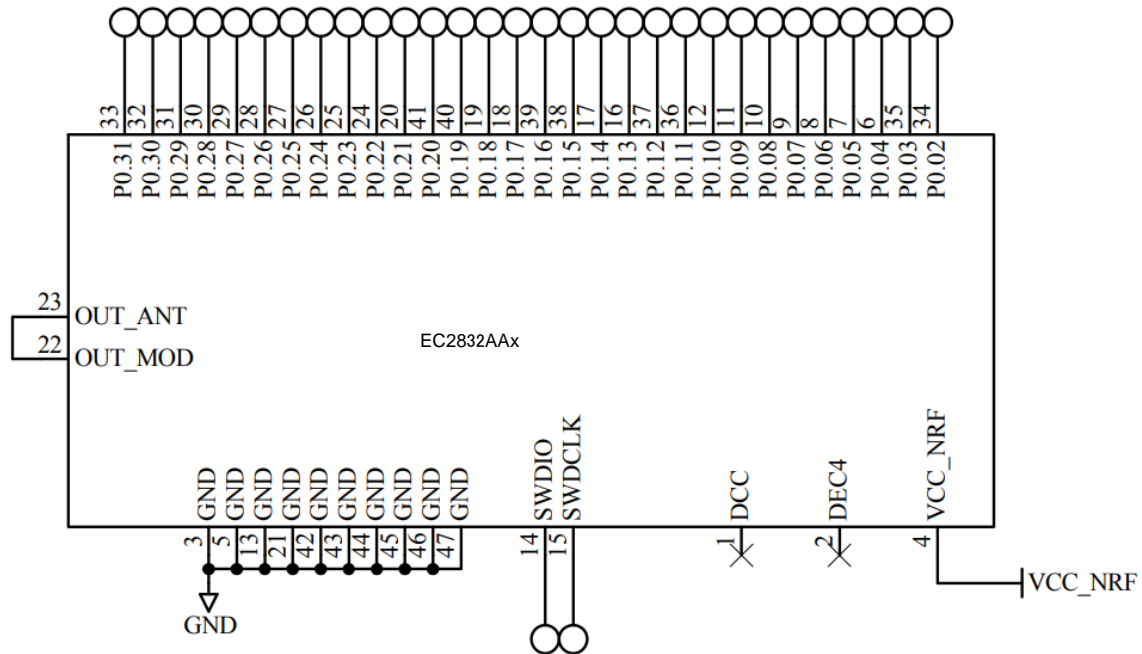 33 32 31 30 29 28 27 26 25 24 20 41 40 19 18 39 38 17 16 37 36 12 11 10 9 8 7 6 35 34
P0.31 P0.30 P0.29 P0.28 P0.27 P0.26 P0.25 P0.24 P0.23 P0.22 P0.21 P0.20 P0.19 P0.18 P0.17 P0.16 P0.15 P0.14 P0.13 P0.12 P0.11 P0.10 P0.09 P0.08 P0.07 P0.06 P0.05 P0.04 P0.03 P0.02
23 OUT_ANT
EC2832AAx
22 OUT_MOD
GND GND GND GND GND GND GND GND GND GND SWDIO SWDCLK DCC DEC4 VCC_NRF
3 5 13 21 42 43 44 45 46 47 14 15 1 2 4
VCC_NRF
GND